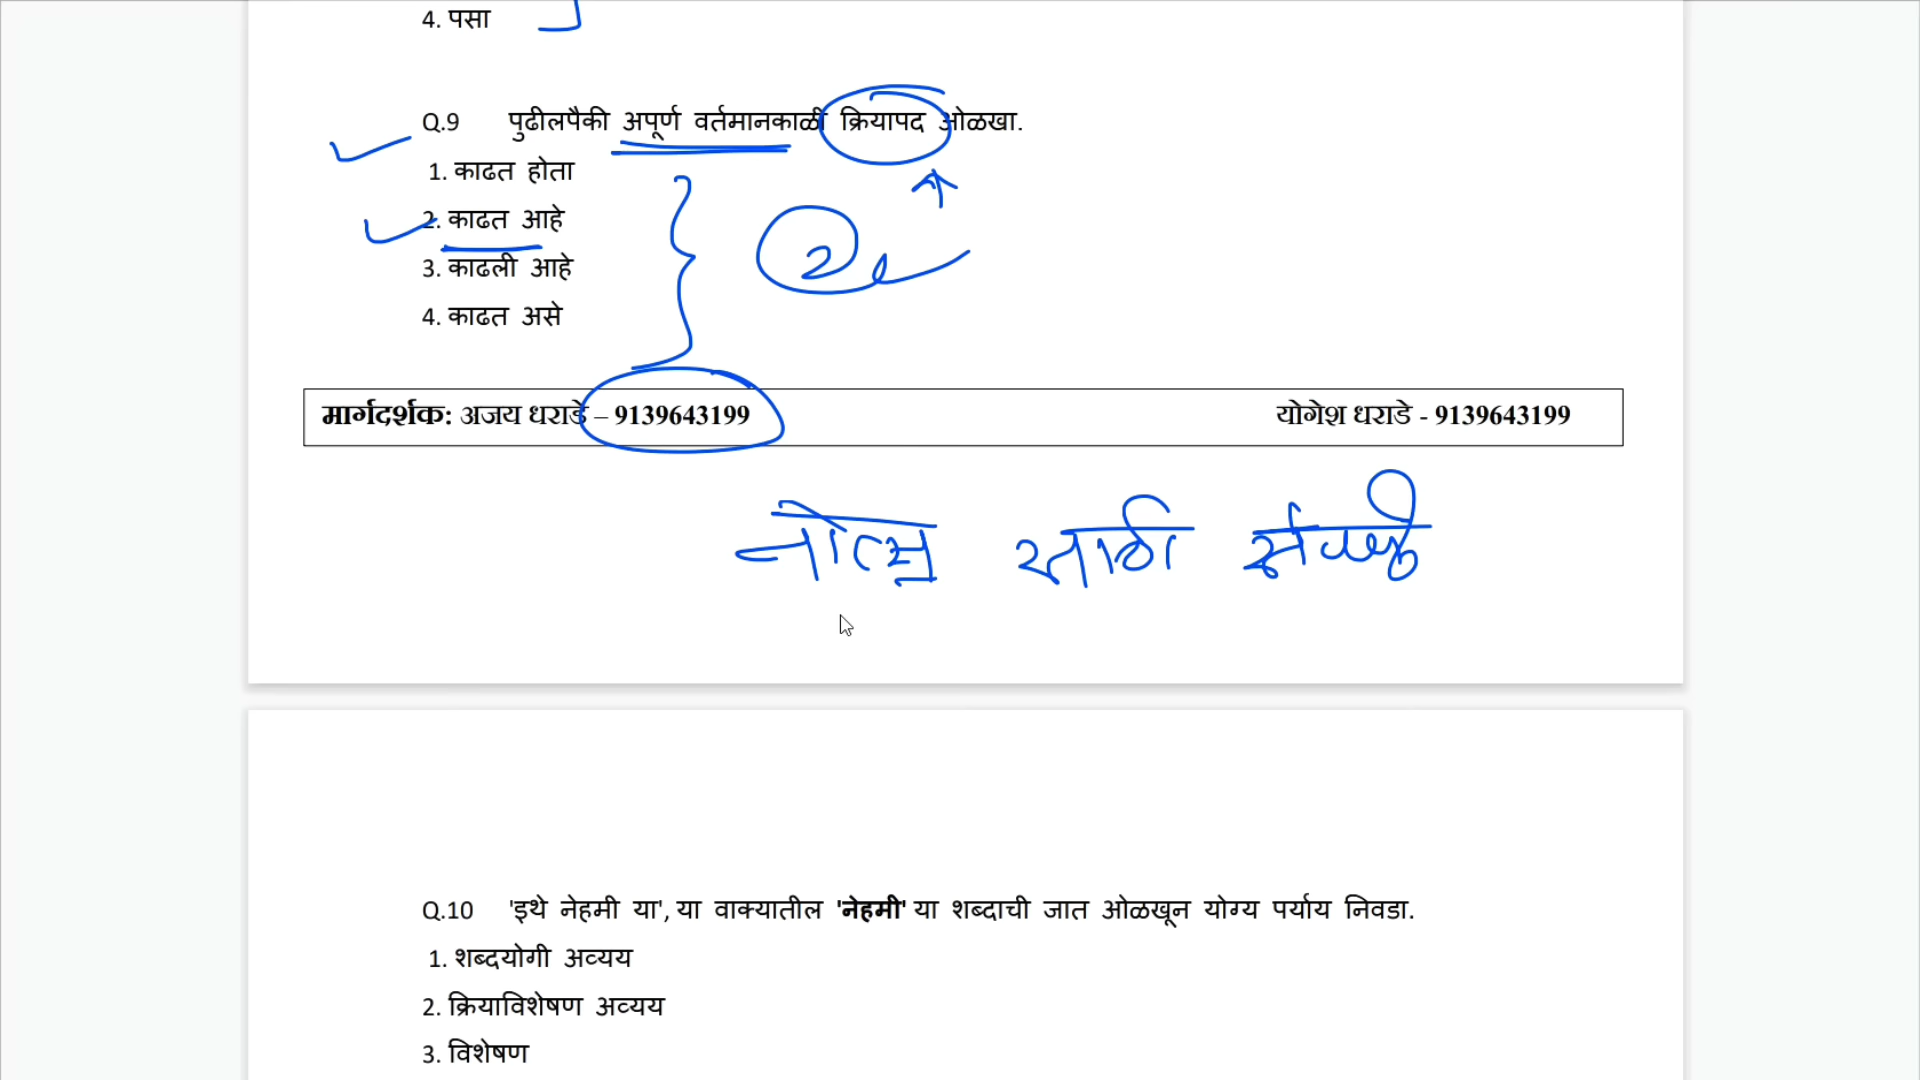 4. पसा
Q.9 पुढीलपैकी अपूर्ण वर्तमानकाळी क्रियापद ओळखा.
1. काढत होता
2. काढत आहे
3. काढली आहे
4. काढत असे
2
मार्गदर्शक: अजय धराडे – 9139643199 योगेश धराडे - 9139643199
नोट्स साठी संपर्क
Q.10 'इथे नेहमी या', या वाक्यातील 'नेहमी' या शब्दाची जात ओळखून योग्य पर्याय निवडा.
1. शब्दयोगी अव्यय
2. क्रियाविशेषण अव्यय
3. विशेषण